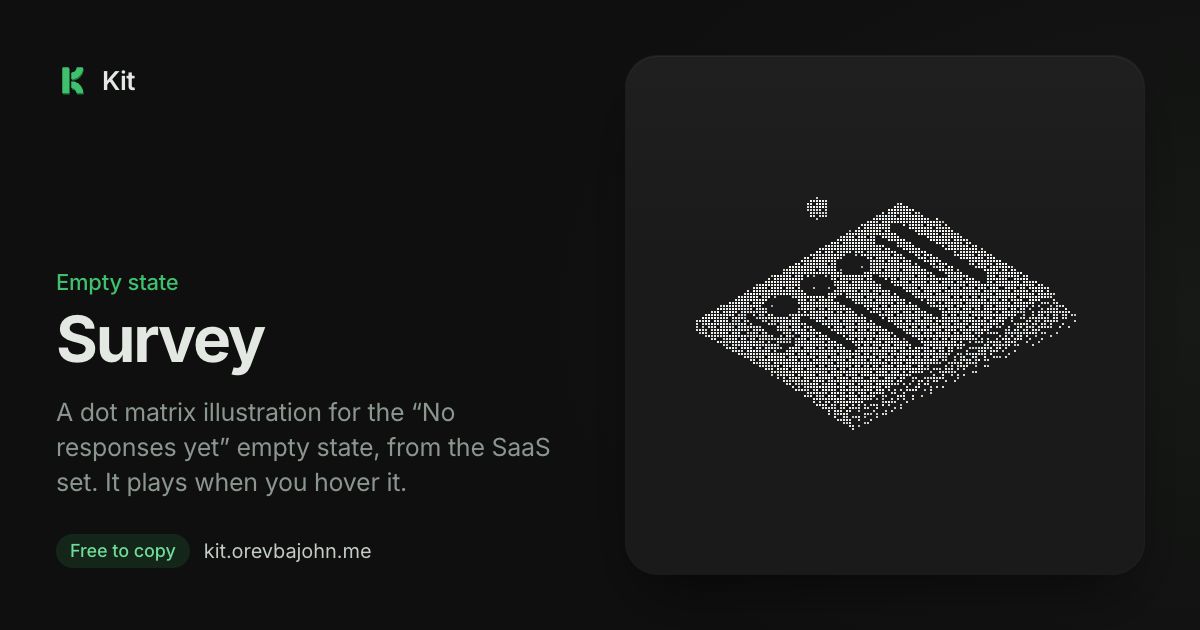 Kit
Empty state
Survey
A dot matrix illustration for the “No
responses yet” empty state, from the SaaS
set. It plays when you hover it.
Free to copy
kit.orevbajohn.me